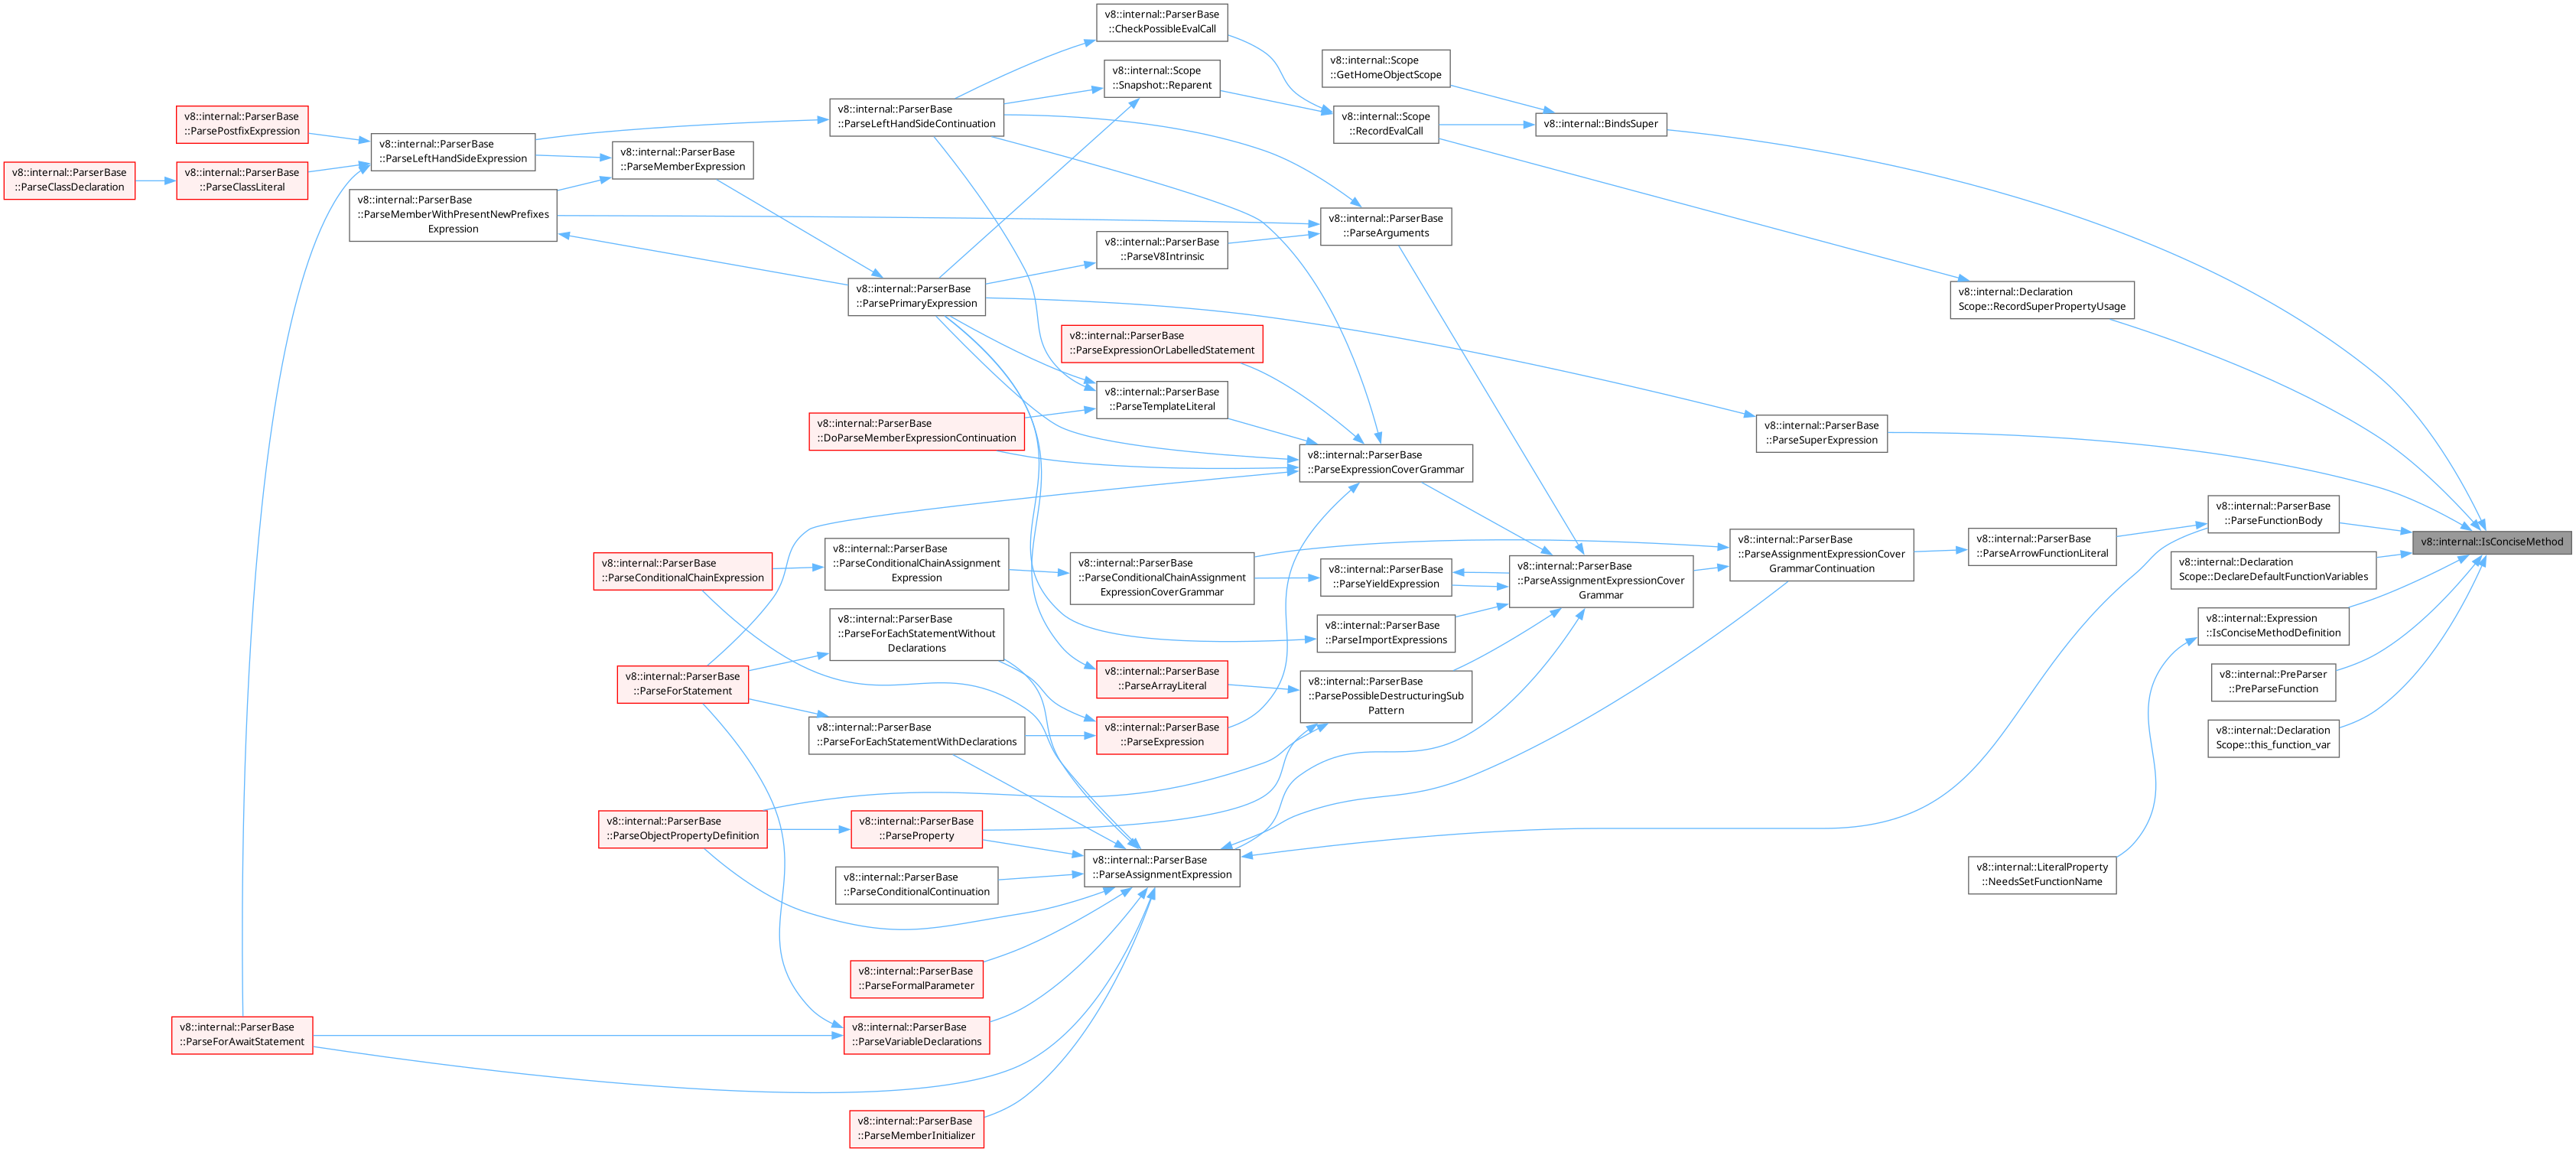 v8::internal::ParserBase
::CheckPossibleEvalCall
v8::internal::Scope
::GetHomeObjectScope
v8::internal::Scope
::Snapshot::Reparent
v8::internal::ParserBase
::ParsePostfixExpression
v8::internal::ParserBase
::ParseLeftHandSideContinuation
v8::internal::Scope
::RecordEvalCall
v8::internal::BindsSuper
v8::internal::ParserBase
::ParseLeftHandSideExpression
v8::internal::ParserBase
::ParseMemberExpression
v8::internal::ParserBase
::ParseClassDeclaration
v8::internal::ParserBase
::ParseClassLiteral
v8::internal::ParserBase
::ParseMemberWithPresentNewPrefixes
Expression
v8::internal::ParserBase
::ParseArguments
v8::internal::ParserBase
::ParseV8Intrinsic
v8::internal::ParserBase
::ParsePrimaryExpression
v8::internal::Declaration
Scope::RecordSuperPropertyUsage
v8::internal::ParserBase
::ParseExpressionOrLabelledStatement
v8::internal::ParserBase
::ParseTemplateLiteral
v8::internal::ParserBase
::DoParseMemberExpressionContinuation
v8::internal::ParserBase
::ParseSuperExpression
v8::internal::ParserBase
::ParseExpressionCoverGrammar
v8::internal::ParserBase
::ParseFunctionBody
v8::internal::IsConciseMethod
v8::internal::ParserBase
::ParseConditionalChainExpression
v8::internal::ParserBase
::ParseConditionalChainAssignment
Expression
v8::internal::ParserBase
::ParseConditionalChainAssignment
ExpressionCoverGrammar
v8::internal::ParserBase
::ParseYieldExpression
v8::internal::ParserBase
::ParseAssignmentExpressionCover
Grammar
v8::internal::ParserBase
::ParseAssignmentExpressionCover
GrammarContinuation
v8::internal::ParserBase
::ParseArrowFunctionLiteral
v8::internal::Declaration
Scope::DeclareDefaultFunctionVariables
v8::internal::ParserBase
::ParseForEachStatementWithout
Declarations
v8::internal::ParserBase
::ParseImportExpressions
v8::internal::Expression
::IsConciseMethodDefinition
v8::internal::ParserBase
::ParseForStatement
v8::internal::ParserBase
::ParseArrayLiteral
v8::internal::ParserBase
::ParsePossibleDestructuringSub
Pattern
v8::internal::PreParser
::PreParseFunction
v8::internal::ParserBase
::ParseForEachStatementWithDeclarations
v8::internal::ParserBase
::ParseExpression
v8::internal::Declaration
Scope::this_function_var
v8::internal::ParserBase
::ParseObjectPropertyDefinition
v8::internal::ParserBase
::ParseProperty
v8::internal::ParserBase
::ParseAssignmentExpression
v8::internal::ParserBase
::ParseConditionalContinuation
v8::internal::LiteralProperty
::NeedsSetFunctionName
v8::internal::ParserBase
::ParseFormalParameter
v8::internal::ParserBase
::ParseForAwaitStatement
v8::internal::ParserBase
::ParseVariableDeclarations
v8::internal::ParserBase
::ParseMemberInitializer